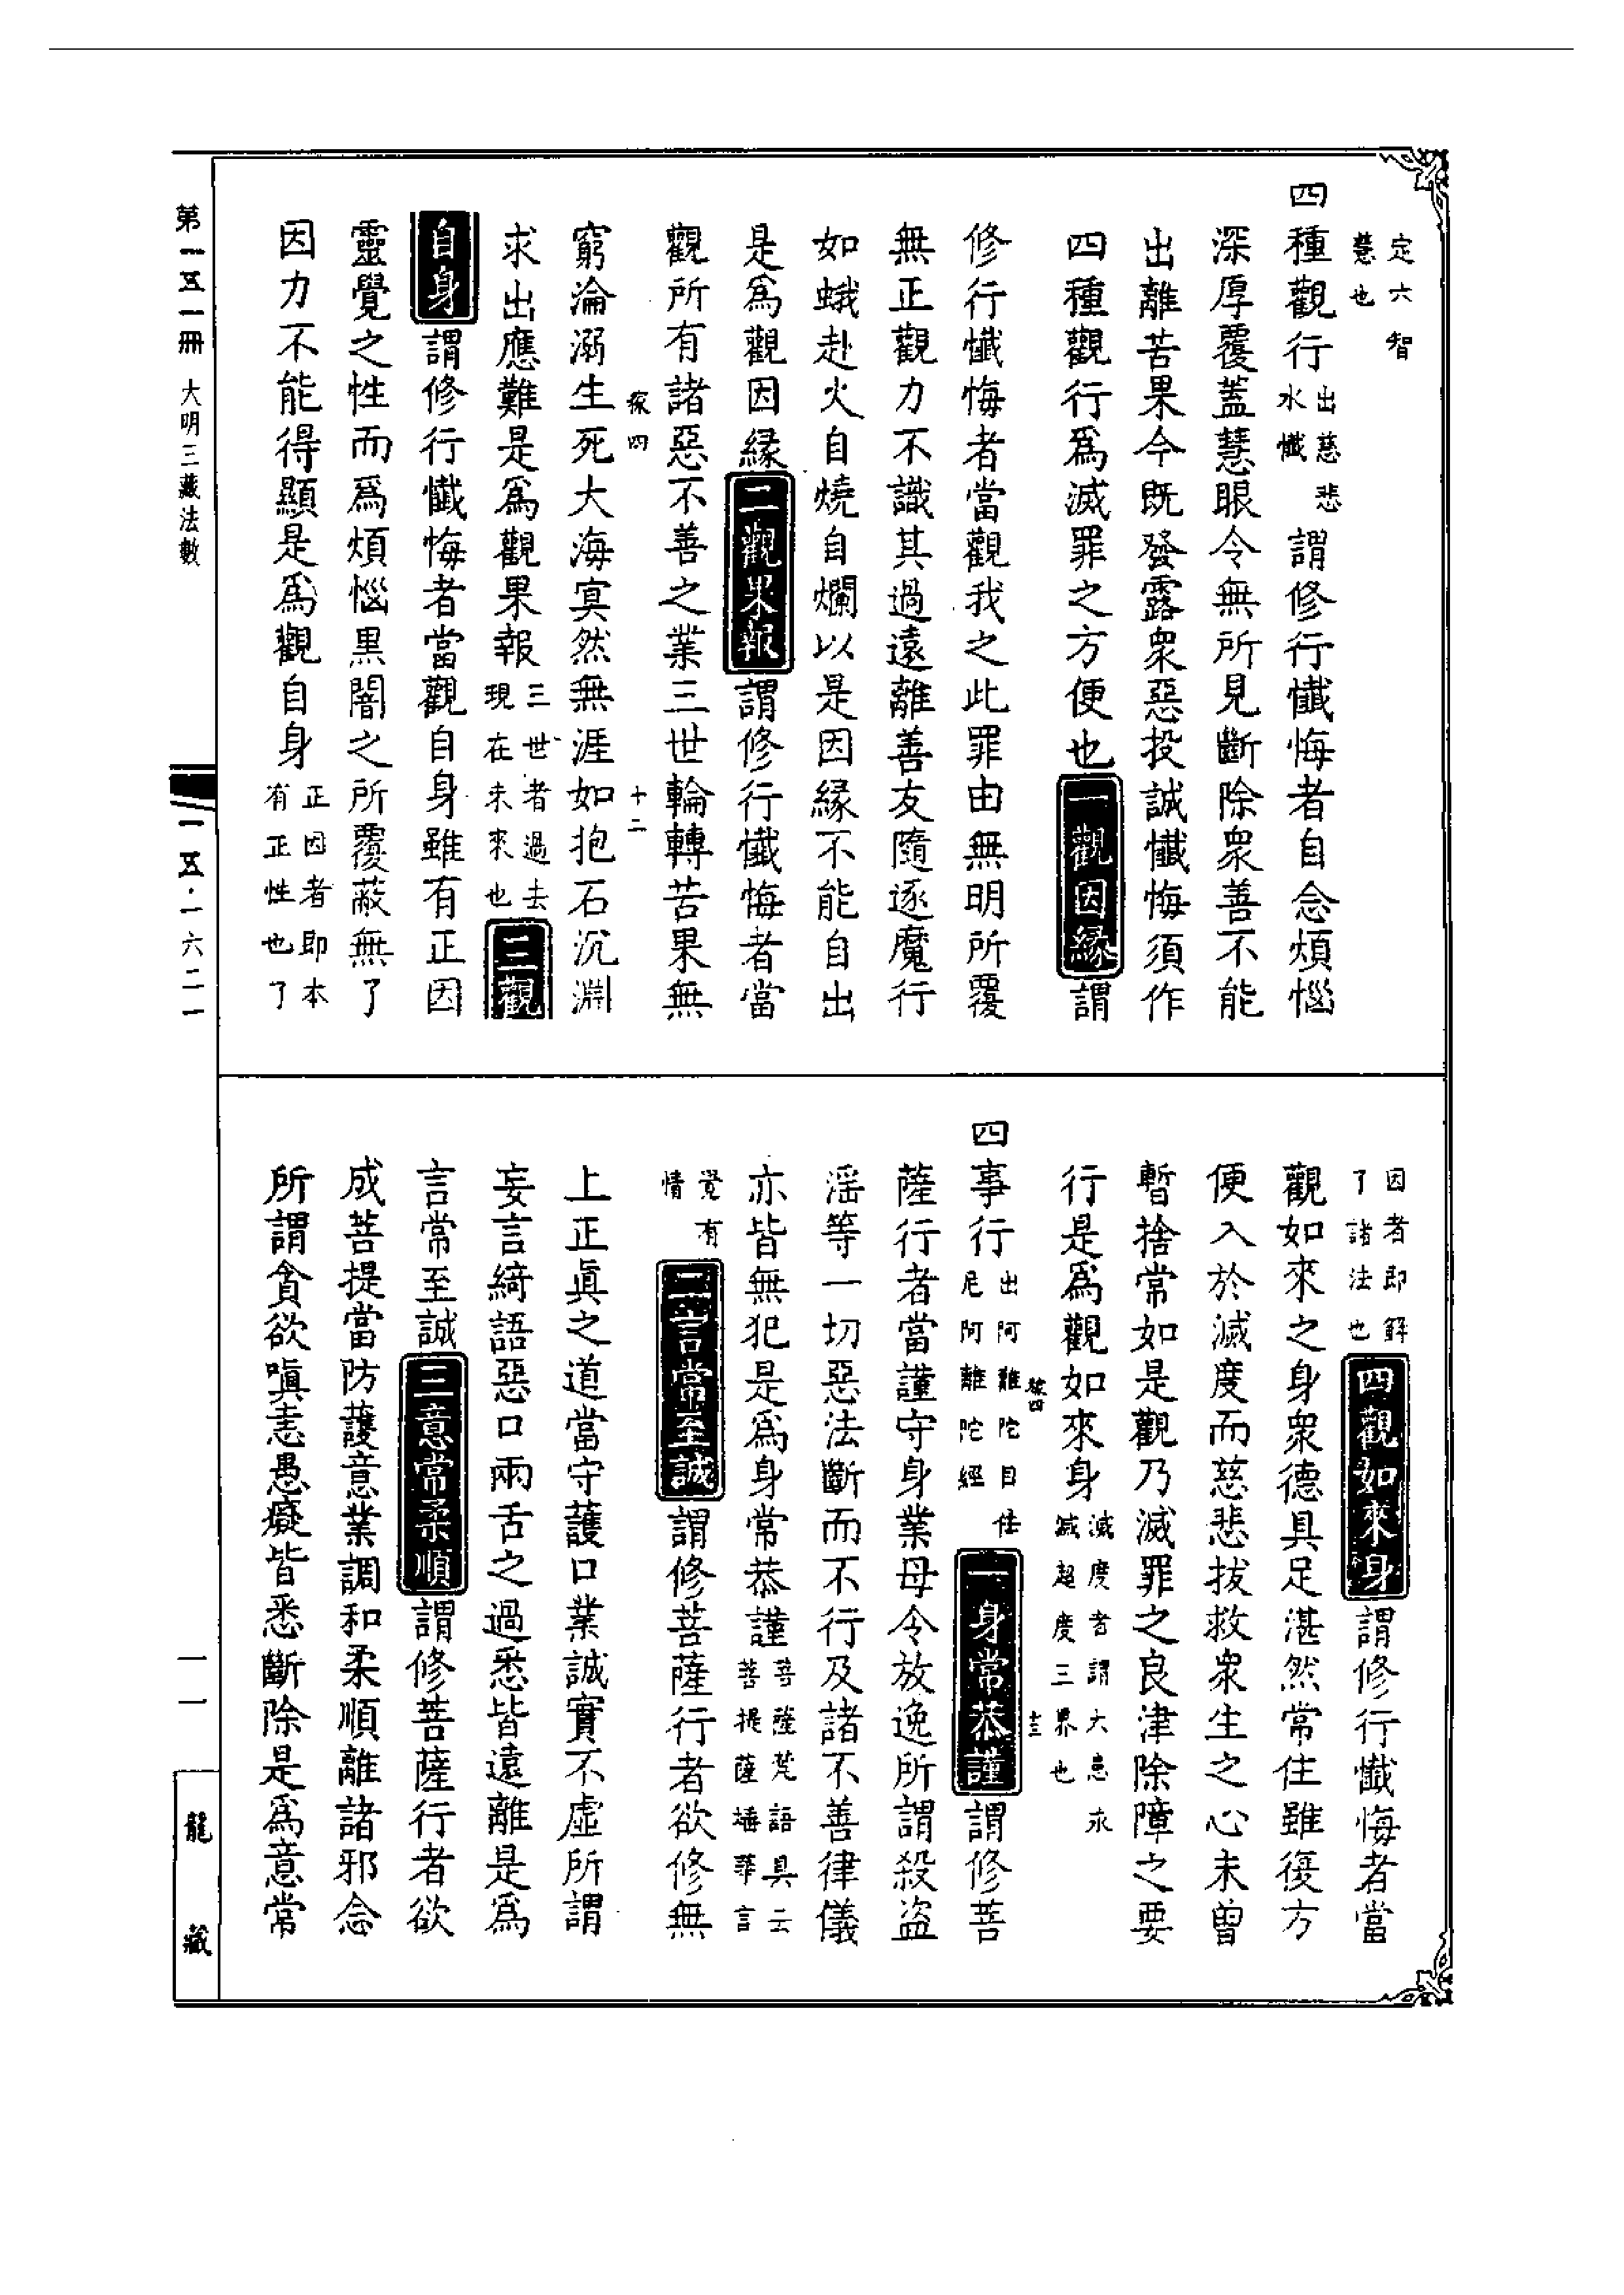 定六智
慧也
四種觀行出慈悲水懺謂修行懺悔者自念煩惱
深厚覆蓋慧眼令無所見斷除衆善不能
出離苦果今既發露衆惡投誠懺悔須作
四種觀行爲滅罪之方便也一觀因緣謂
修行懺悔者當觀我之此罪由無明所覆
無正觀力不識其過遠離善友隨逐魔行
如蛾赴火自燒自爛以是因緣不能自出
是爲觀因緣二觀果報謂修行懺悔者當
觀所有諸惡不善之業三世輪轉苦果無
四 十二
窮淪溺生死大海冥然無涯如抱石沉淵
求出應難是爲觀果報三世者過去現在未來也三觀
自身謂修行懺悔者當觀自身雖有正因
靈覺之性而爲煩惱黑闇之所覆蔽無了
因力不能得顯是爲觀自身正因者即本有正性也了
因者即解了諸法也四觀如來身謂修行懺悔者當
觀如來之身衆德具足湛然常住雖復方
便入於滅度而慈悲拔救衆生之心未曾
暫捨常如是觀乃滅罪之良津除障之要
行是爲觀如來身滅度者謂大患永滅超度三界也
四
四事行出阿難陀目佉尼阿離陀經一身常恭謹謂修菩
薩行者當謹守身業毋令放逸所謂殺盗
淫等一切惡法斷而不行及諸不善律儀
亦皆無犯是爲身常恭謹菩薩梵語具云菩提薩埵華言
覺有情二言常至誠謂修菩薩行者欲修無
上正眞之道當守護口業誠實不虛所謂
妄言綺語惡口兩舌之過悉皆遠離是爲
言常至誠三意常柔順謂修菩薩行者欲
成菩提當防護意業調和柔順離諸邪念
所謂貪欲嗔恚愚癡皆悉斷除是爲意常
第一五一冊 大明三藏法數
一五·一六二一
一一
龍藏